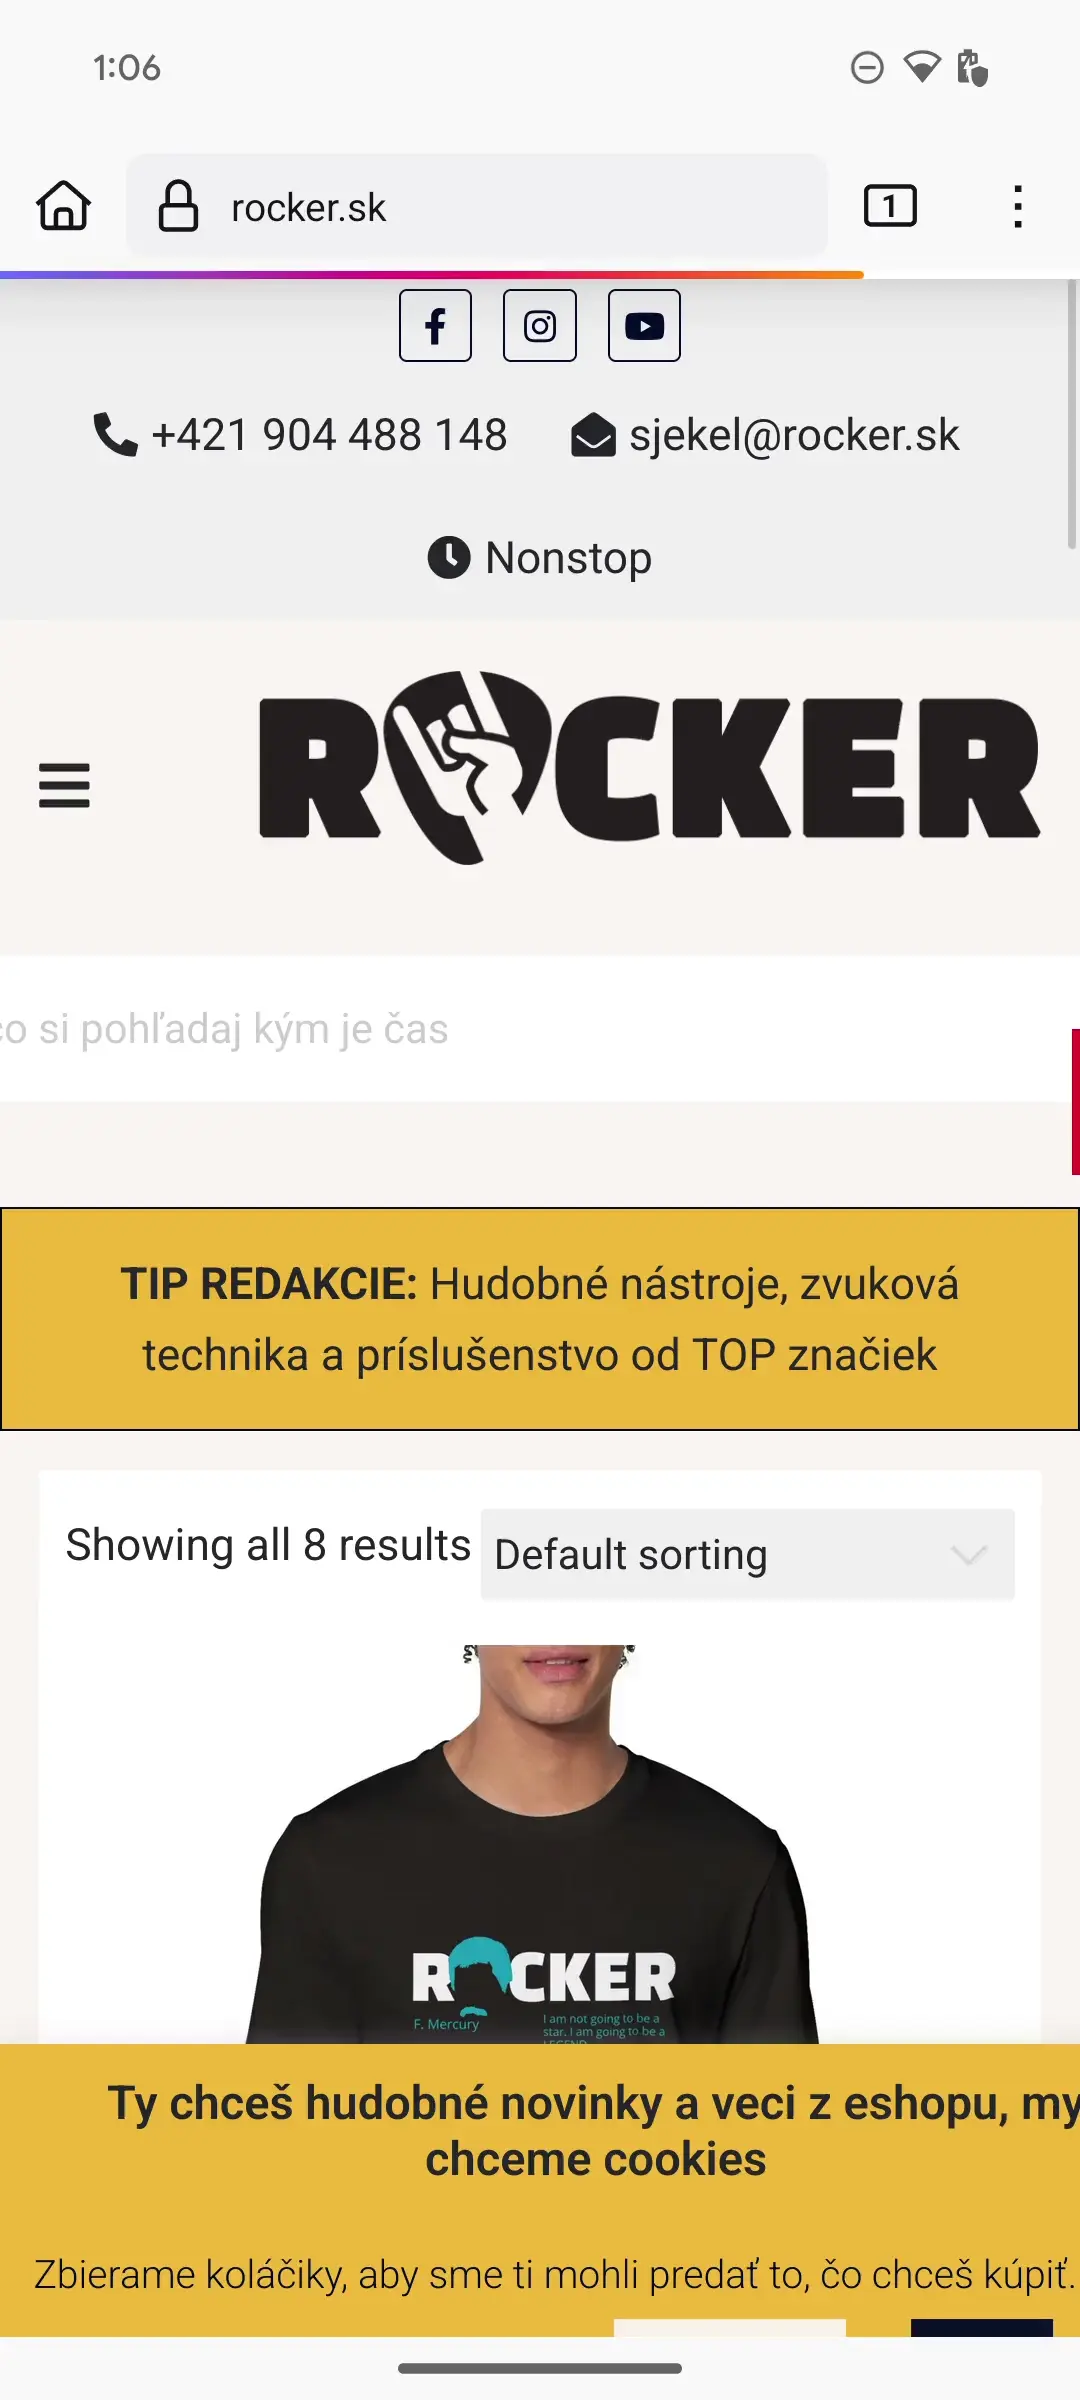 1:06
rocker.sk
1
+421 904 488 148
sjekel@rocker.sk
Nonstop
ROCKER
čo si pohľadaj kým je čas
TIP REDAKCIE: Hudobné nástroje, zvuková
technika a príslušenstvo od TOP značiek
Showing all 8 results
Default sorting
ROCKER
F. Mercury
I am not going to be a
star. I am going to be a
LEGEND
Ty chceš hudobné novinky a veci z eshopu, my
chceme cookies
Zbierame koláčiky, aby sme ti mohli predať to, čo chceš kúpiť.